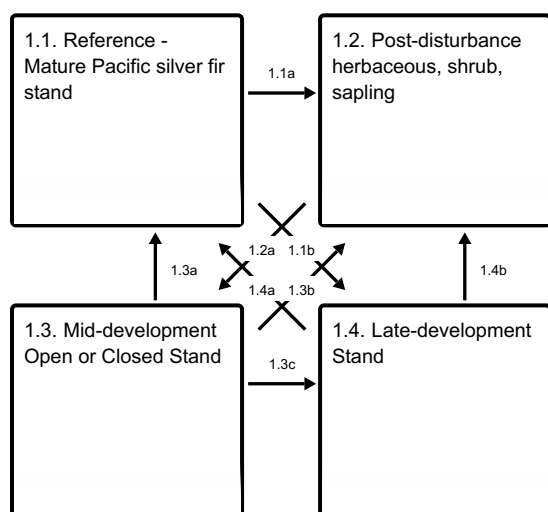 1.1. Reference -
Mature Pacific silver fir
stand
1.1a
1.2. Post-disturbance
herbaceous, shrub,
sapling
1.2a
1.1b
1.3a
1.4a
1.3b
1.4b
1.3. Mid-development
Open or Closed Stand
1.3c
1.4. Late-development
Stand